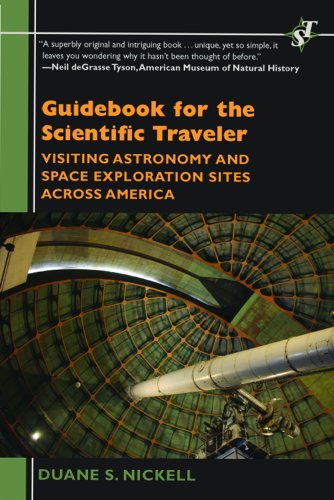 ST
“A superbly original and intriguing book . . . unique, yet so simple, it
leaves you wondering why it hasn't been thought of before.”
—Neil deGrasse Tyson, American Museum of Natural History
Guidebook for the
Scientific Traveler
VISITING ASTRONOMY AND
SPACE EXPLORATION SITES
ACROSS AMERICA
DUANE S. NICKELL